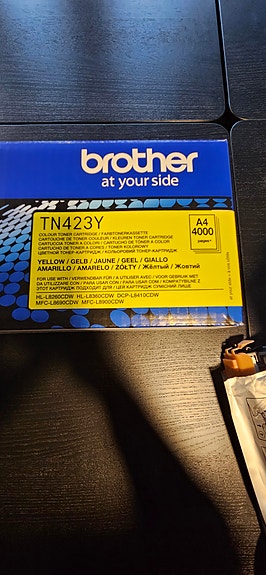 brother
at your side
TN423Y
COLOUR TONER CARTRIDGE / FARBTONERKASSETTE
CARTOUCHE DE TONER COULEUR / KLEUREN TONER CARTRIDGE
CARTUCCIA TONER A COLORI / CARTUCHO DE TÓNER A COLOR
CARTUCHO DE TONER A CORES / TONER KOLOROWY
ЦВЕТНОЙ ТОНЕР-КАРТРИДЖ / КОЛЬОРОВИЙ ТОНЕР-КАРТРИДЖ
A4
4000
pages
YELLOW / GELB / JAUNE / GEEL / GIALLO
AMARILLO / AMARELO / ŻÓŁTY / Жёлтый / Жовтий
FOR USE WITH / VERWENDBAR FÜR / A UTILISER AVEC / VOOR GEBRUIK MET
DA UTILIZZARE CON / PARA USAR CON / PARA USAR COM / KOMPATYBILNE Z
ЭТОТ КАРТРИДЖ ПОДХОДИТ ДЛЯ / ЦЕЙ КАРТРИДЖ СУМІСНИЙ ЛИШЕ
HL-L8260CDW HL-L8360CDW DCP-L8410CDW
MFC-L8690CDW MFC-L8900CDW